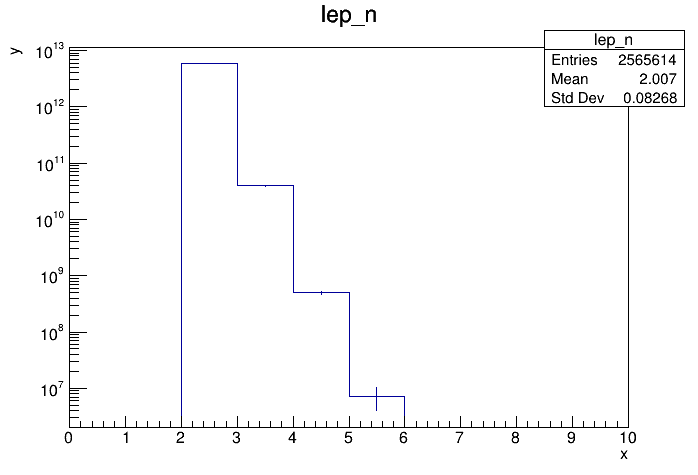 lep_n
lep_n
Entries 2565614
Mean 2.007
Std Dev 0.08268
y
10¹³
10¹²
10¹¹
10¹⁰
10⁹
10⁸
10⁷
0 1 2 3 4 5 6 7 8 9 10
x